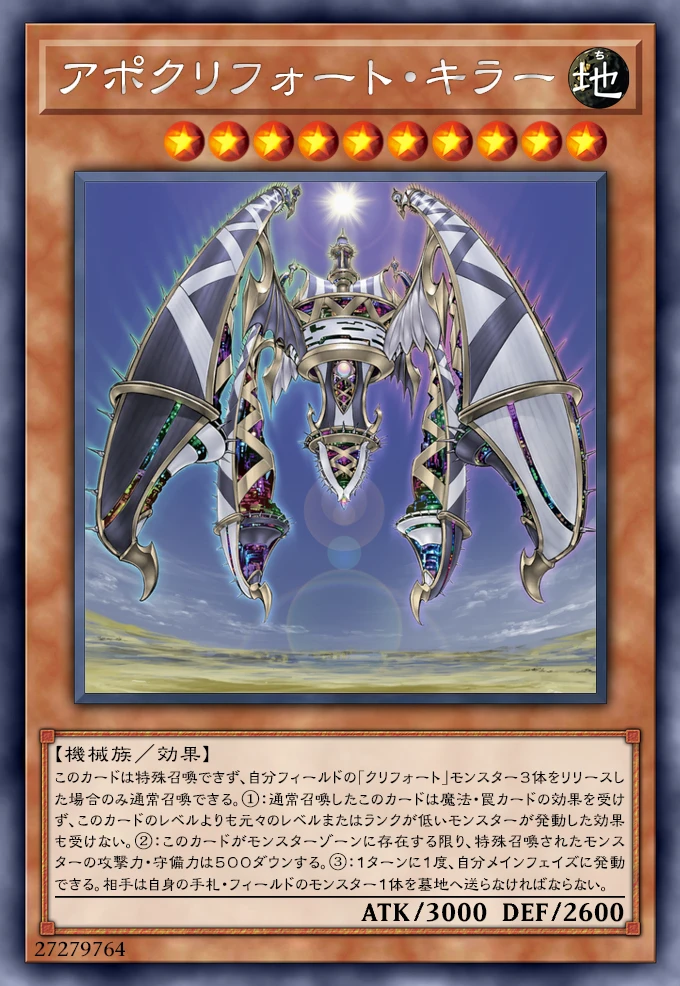 アポクリフォート・キラー
ち
地
【機械族／効果】
このカードは特殊召喚できず、自分フィールドの「クリフォート」モンスター３体をリリースし
た場合のみ通常召喚できる。①：通常召喚したこのカードは魔法・罠カードの効果を受け
ず、このカードのレベルよりも元々のレベルまたはランクが低いモンスターが発動した効果
も受けない。②：このカードがモンスターゾーンに存在する限り、特殊召喚されたモンス
ターの攻撃力・守備力は５００ダウンする。③：１ターンに１度、自分メインフェイズに発動
できる。相手は自身の手札・フィールドのモンスター１体を墓地へ送らなければならない。
ATK/3000 DEF/2600
27279764